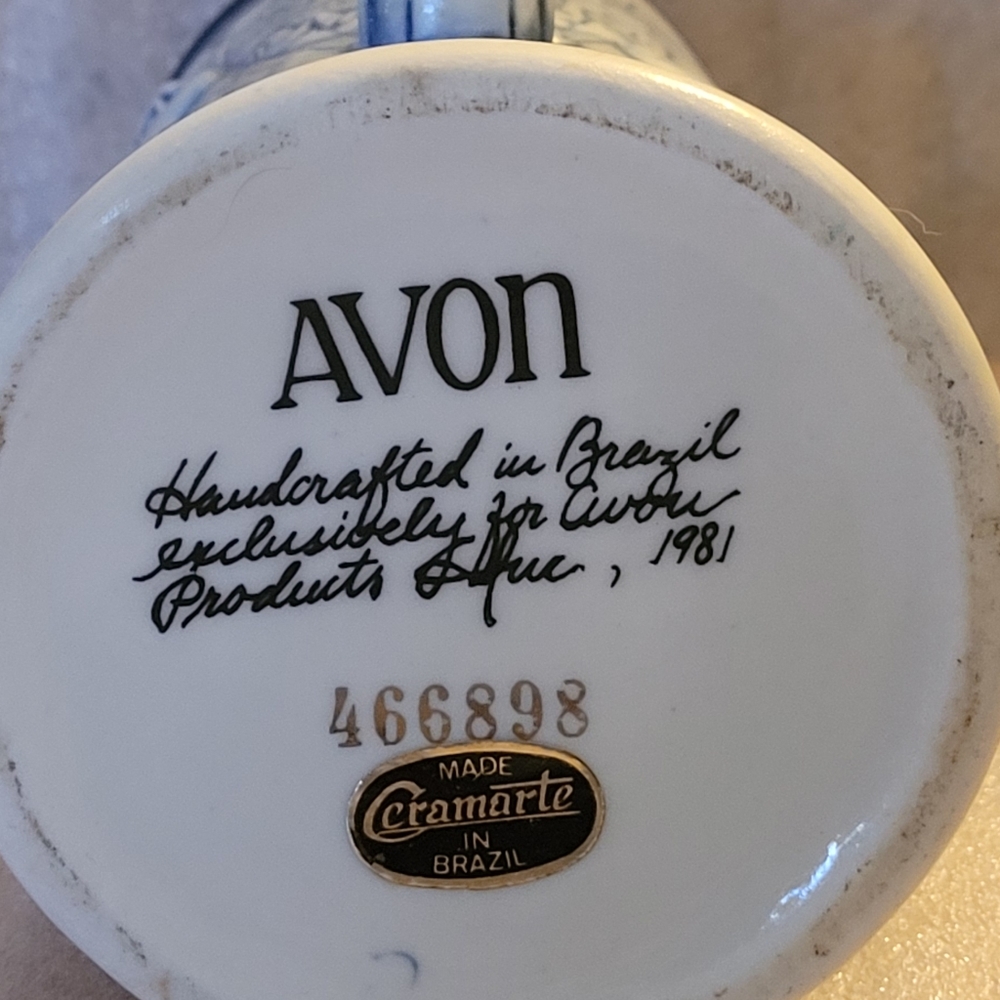 AVON
Handcrafted in Brazil
exclusively for Avon
Products Inc., 1981
466898
MADE
Ceramarte
IN
BRAZIL